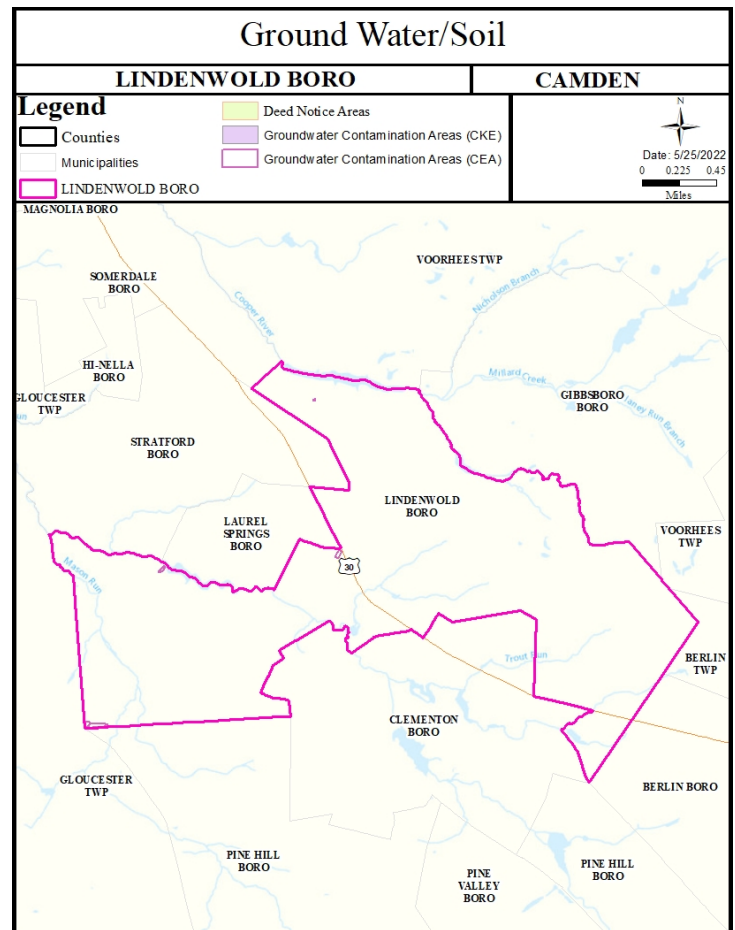 Ground Water/Soil
LINDENWOLD BORO
CAMDEN
Legend
Counties
Municipalities
LINDENWOLD BORO
Deed Notice Areas
Groundwater Contamination Areas (CKE)
Groundwater Contamination Areas (CEA)
N
Date: 5/25/2022
0 0.225 0.45
Miles
MAGNOLIA BORO
VOORHEES TWP
SOMERDALE
BORO
Nicholson Branch
Cooper River
HI-NELLA
BORO
Millard Creek
GLOUCESTER
TWP
GIBBSBORO
BORO
STRATFORD
BORO
LINDENWOLD
BORO
LAUREL
SPRINGS
BORO
VOORHEES
TWP
30
Mason Run
Trout Run
BERLIN
TWP
CLEMENTON
BORO
GLOUCESTER
TWP
BERLIN BORO
PINE HILL
BORO
PINE HILL
BORO
PINE
VALLEY
BORO